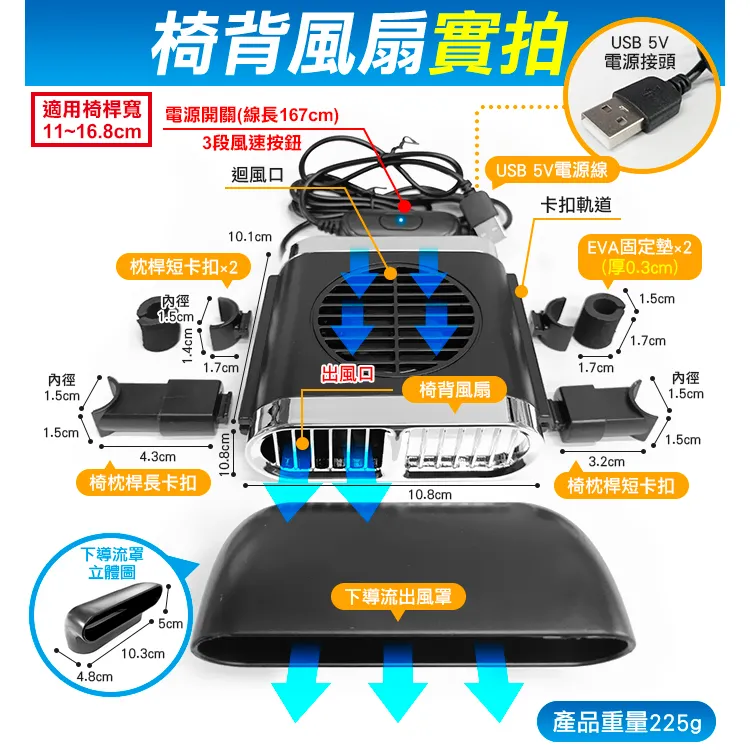 椅背風扇實拍
USB 5V
電源接頭
適用椅桿寬
11~16.8cm
電源開關(線長167cm)
3段風速按鈕
迴風口
USB 5V電源線
卡扣軌道
10.1cm
枕桿短卡扣×2
EVA固定墊×2
(厚0.3cm)
內徑
1.5cm
1.4cm
1.7cm
1.5cm
1.7cm
1.7cm
出風口
椅背風扇
內徑
1.5cm
1.5cm
4.3cm
椅枕桿長卡扣
10.8cm
10.8cm
內徑
1.5cm
1.5cm
3.2cm
椅枕桿短卡扣
下導流罩
立體圖
5cm
10.3cm
4.8cm
下導流出風罩
產品重量225g